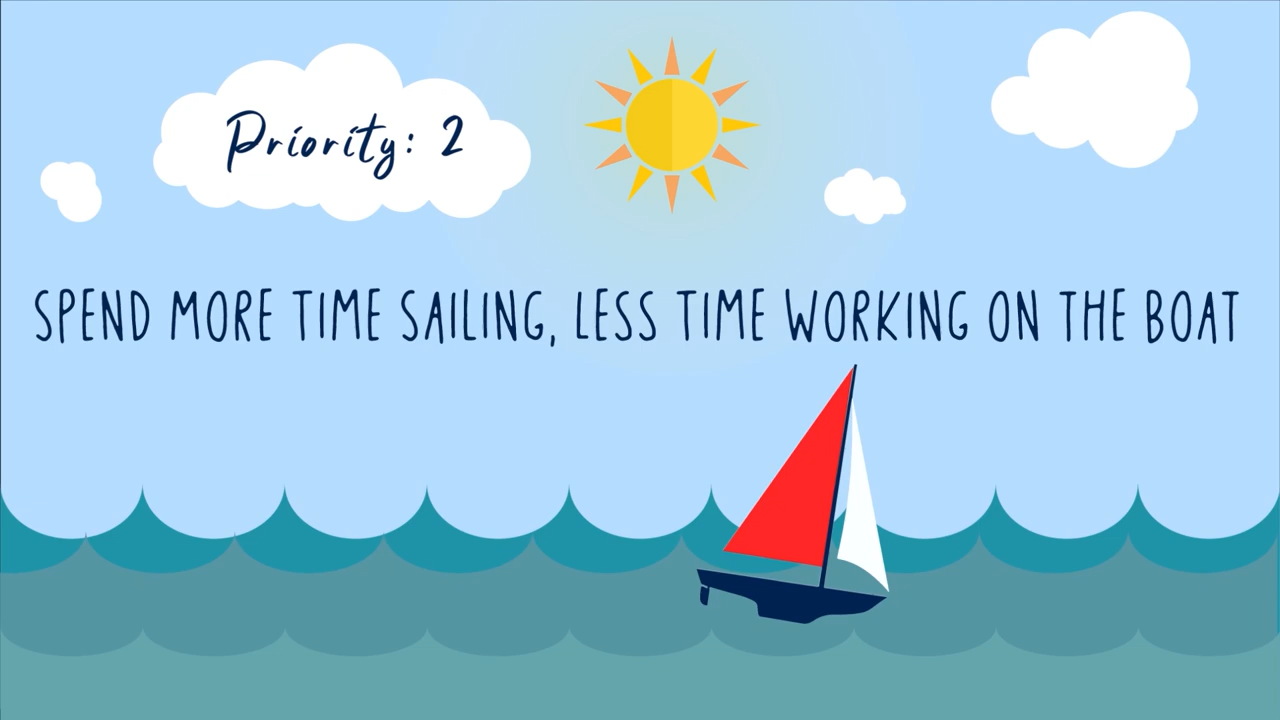 Priority: 2
SPEND MORE TIME SAILING, LESS TIME WORKING ON THE BOAT